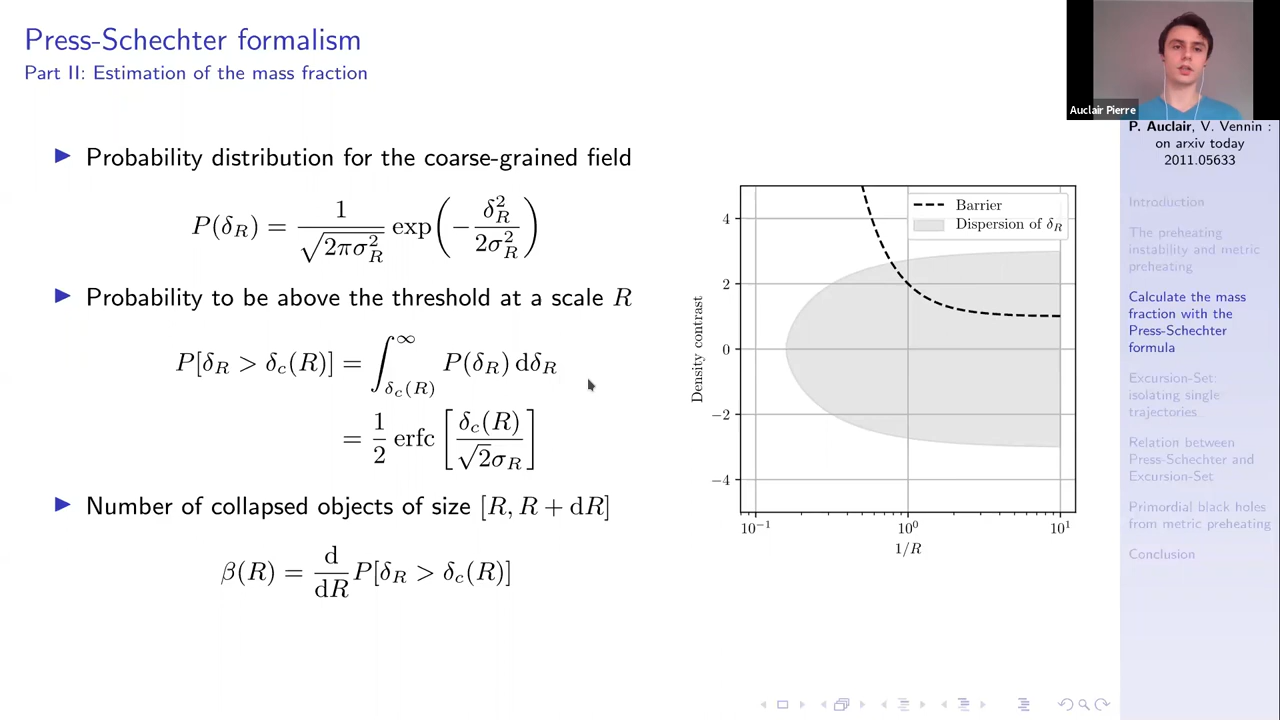 Press-Schechter formalism
Part II: Estimation of the mass fraction
▶ Probability distribution for the coarse-grained field
P(δ_R) = 1/√(2πσ_R²) exp(−δ_R²/(2σ_R²))
▶ Probability to be above the threshold at a scale R
P[δ_R > δ_c(R)] = ∫_{δ_c(R)}^∞ P(δ_R) dδ_R
= 1/2 erfc[δ_c(R)/(√2σ_R)]
▶ Number of collapsed objects of size [R, R + dR]
β(R) = d/dR P[δ_R > δ_c(R)]
Barrier
Dispersion of δ_R
Density contrast
4
2
0
−2
−4
10⁻¹
10⁰
10¹
1/R
Auclair Pierre
P. Auclair, V. Vennin :
on arxiv today
2011.05633
Introduction
The preheating
instability and metric
preheating
Calculate the mass
fraction with the
Press-Schechter
formula
Excursion-Set:
isolating single
trajectories
Relation between
Press-Schechter and
Excursion-Set
Primordial black holes
from metric preheating
Conclusion